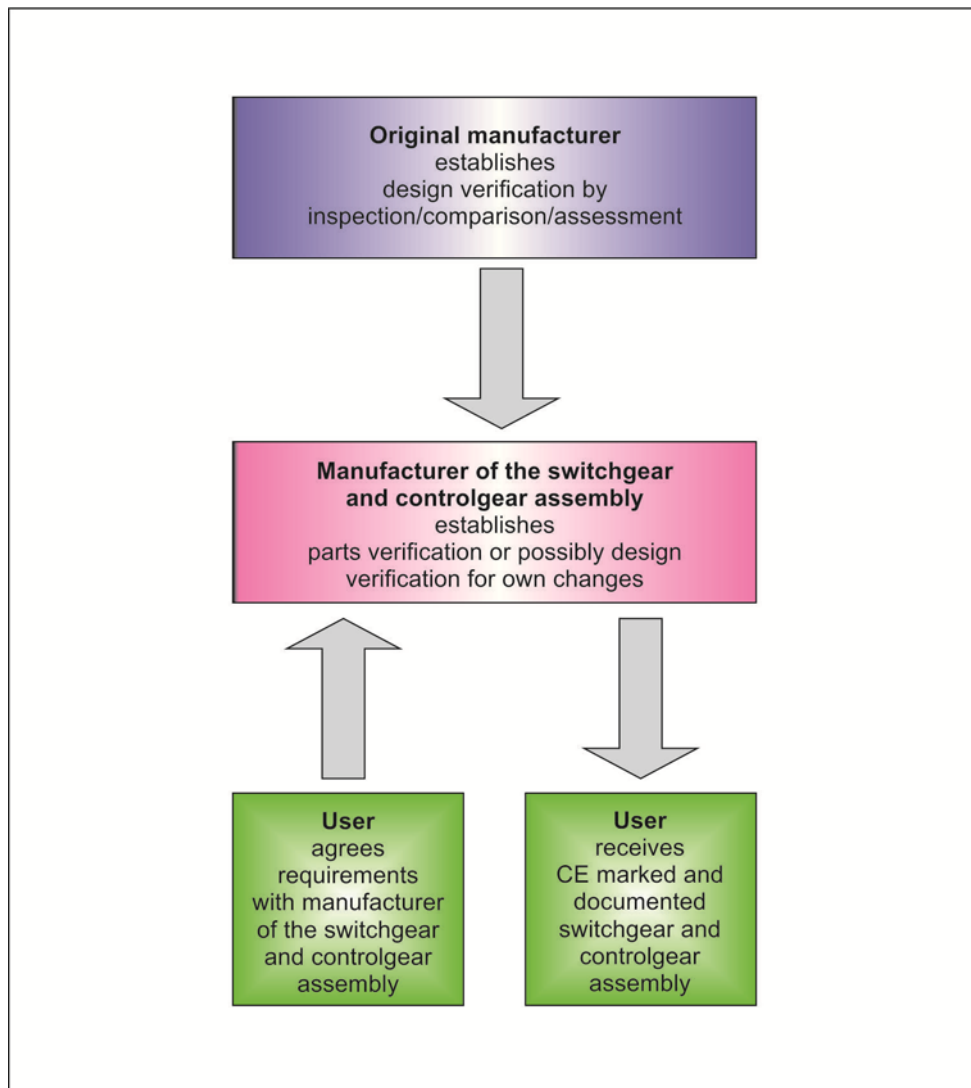 Original manufacturer
establishes
design verification by
inspection/comparison/assessment
Manufacturer of the switchgear
and controlgear assembly
establishes
parts verification or possibly design
verification for own changes
User
agrees
requirements
with manufacturer
of the switchgear
and controlgear
assembly
User
receives
CE marked and
documented
switchgear and
controlgear
assembly